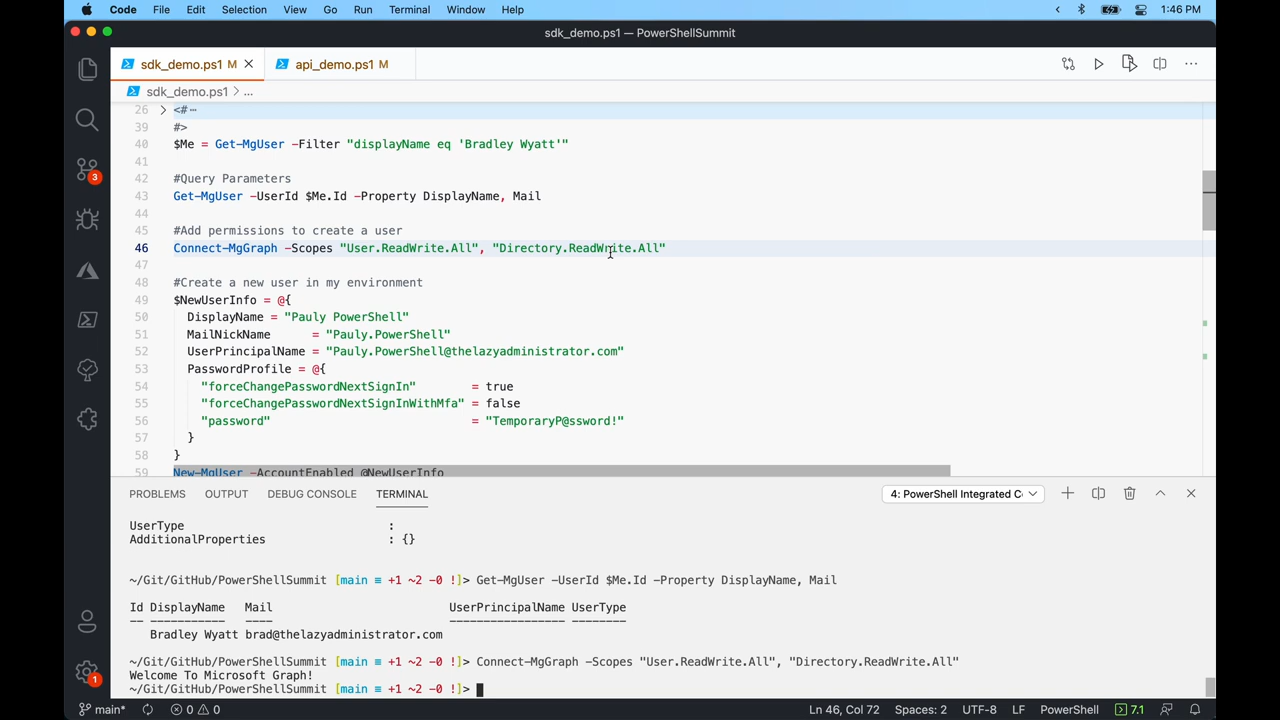 Code File Edit Selection View Go Run Terminal Window Help 1:46 PM
sdk_demo.ps1 — PowerShellSummit
sdk_demo.ps1 M api_demo.ps1 M
sdk_demo.ps1 > ...
26 <#⋯
39 #>
40 $Me = Get-MgUser -Filter "displayName eq 'Bradley Wyatt'"
41
42 #Query Parameters
43 Get-MgUser -UserId $Me.Id -Property DisplayName, Mail
44
45 #Add permissions to create a user
46 Connect-MgGraph -Scopes "User.ReadWrite.All", "Directory.ReadWrite.All"
47
48 #Create a new user in my environment
49 $NewUserInfo = @{
50 DisplayName = "Pauly PowerShell"
51 MailNickName = "Pauly.PowerShell"
52 UserPrincipalName = "Pauly.PowerShell@thelazyadministrator.com"
53 PasswordProfile = @{
54 "forceChangePasswordNextSignIn" = true
55 "forceChangePasswordNextSignInWithMfa" = false
56 "password" = "TemporaryP@ssword!"
57 }
58 }
59 New-MgUser -AccountEnabled @NewUserInfo
3
PROBLEMS OUTPUT DEBUG CONSOLE TERMINAL 4: PowerShell Integrated C
UserType :
AdditionalProperties : {}
~/Git/GitHub/PowerShellSummit [main ≡ +1 ~2 -0 !]> Get-MgUser -UserId $Me.Id -Property DisplayName, Mail
Id DisplayName Mail UserPrincipalName UserType
-- ----------- ---- ----------------- --------
Bradley Wyatt brad@thelazyadministrator.com
~/Git/GitHub/PowerShellSummit [main ≡ +1 ~2 -0 !]> Connect-MgGraph -Scopes "User.ReadWrite.All", "Directory.ReadWrite.All"
Welcome To Microsoft Graph!
~/Git/GitHub/PowerShellSummit [main ≡ +1 ~2 -0 !]>
1
main* 0 0 Ln 46, Col 72 Spaces: 2 UTF-8 LF PowerShell 7.1